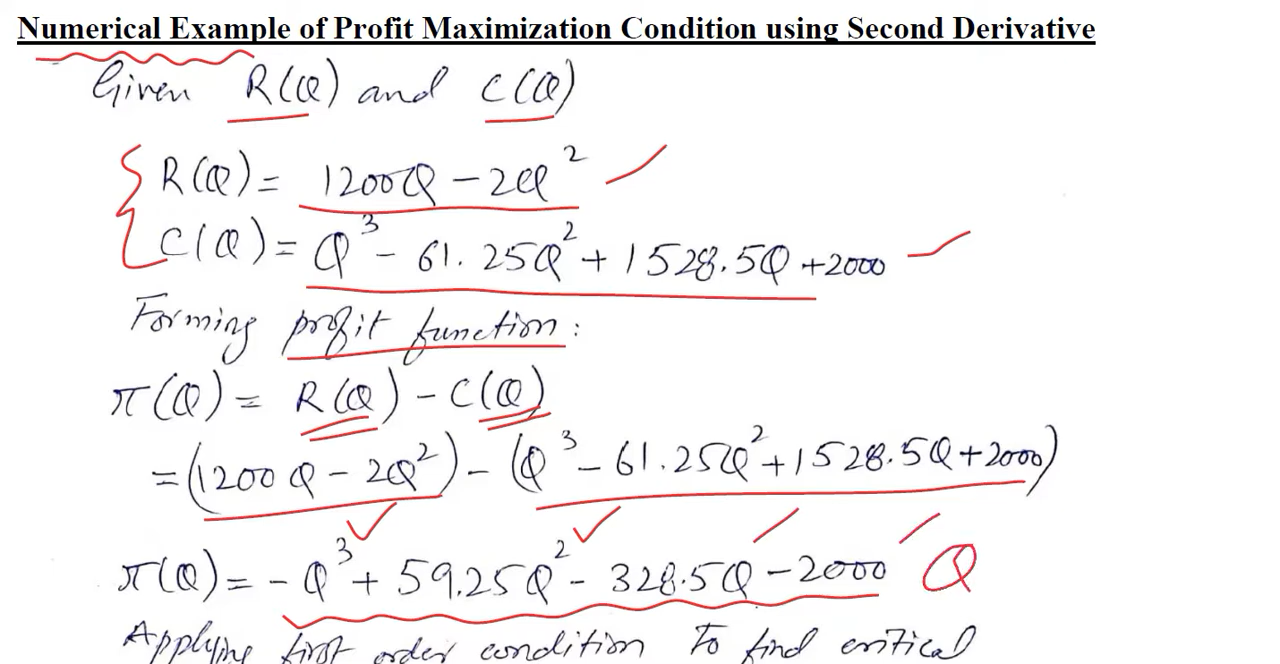 Numerical Example of Profit Maximization Condition using Second Derivative
Given R(Q) and C(Q)
R(Q) = 1200Q - 2Q²
C(Q) = Q³ - 61.25Q² + 1528.5Q + 2000
Forming profit function:
π(Q) = R(Q) - C(Q)
= (1200Q - 2Q²) - (Q³ - 61.25Q² + 1528.5Q + 2000)
π(Q) = -Q³ + 59.25Q² - 328.5Q - 2000 Q
Applying first order condition To find critical